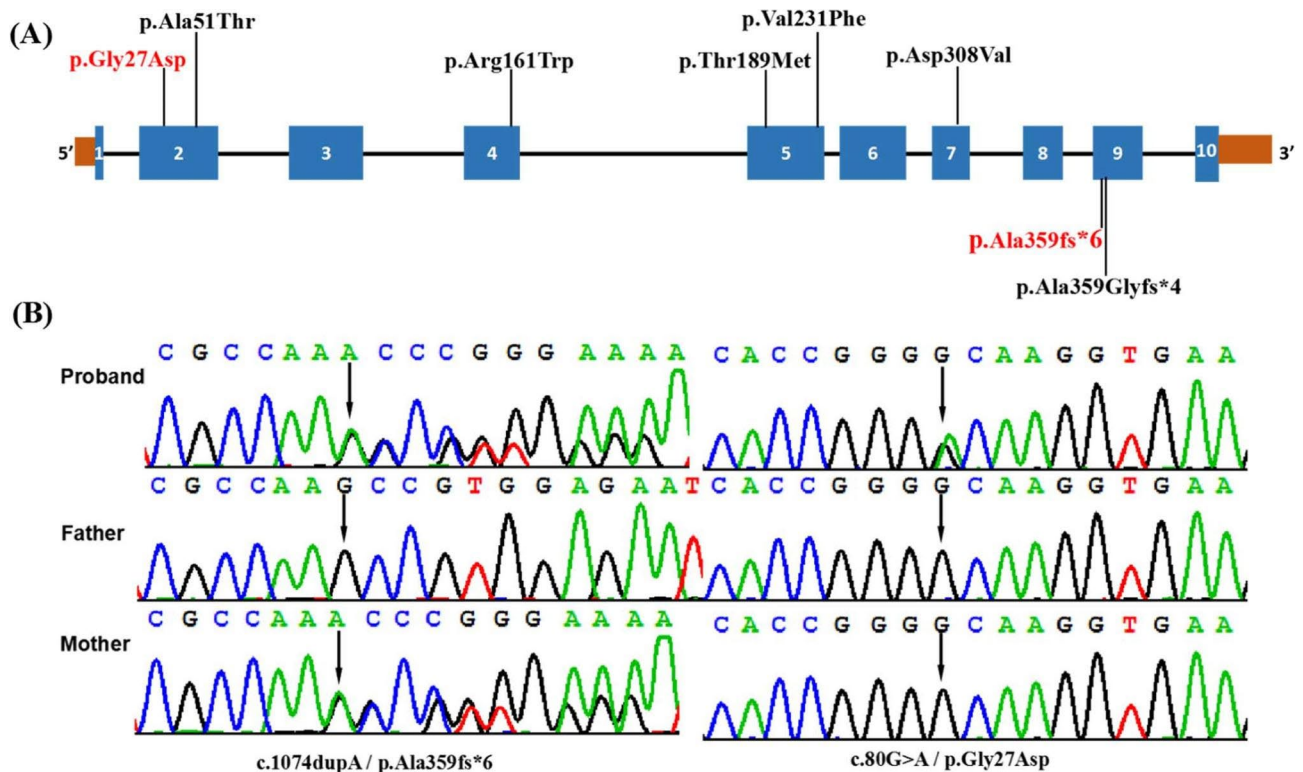 (A)
p.Ala51Thr
p.Val231Phe
p.Gly27Asp
p.Arg161Trp
p.Thr189Met
p.Asp308Val
5’ 1 2 3 4 5 6 7 8 9 10 3’
p.Ala359fs*6
p.Ala359Glyfs*4
(B)
C G C C A A A C C C G G G A A A A C A C C G G G G C A A G G T G A A
Proband
C G C C A A G C C G T G G A G A A T C A C C G G G G C A A G G T G A A
Father
C G C C A A A C C C G G G A A A A C A C C G G G G C A A G G T G A A
Mother
c.1074dupA / p.Ala359fs*6 c.80G>A / p.Gly27Asp